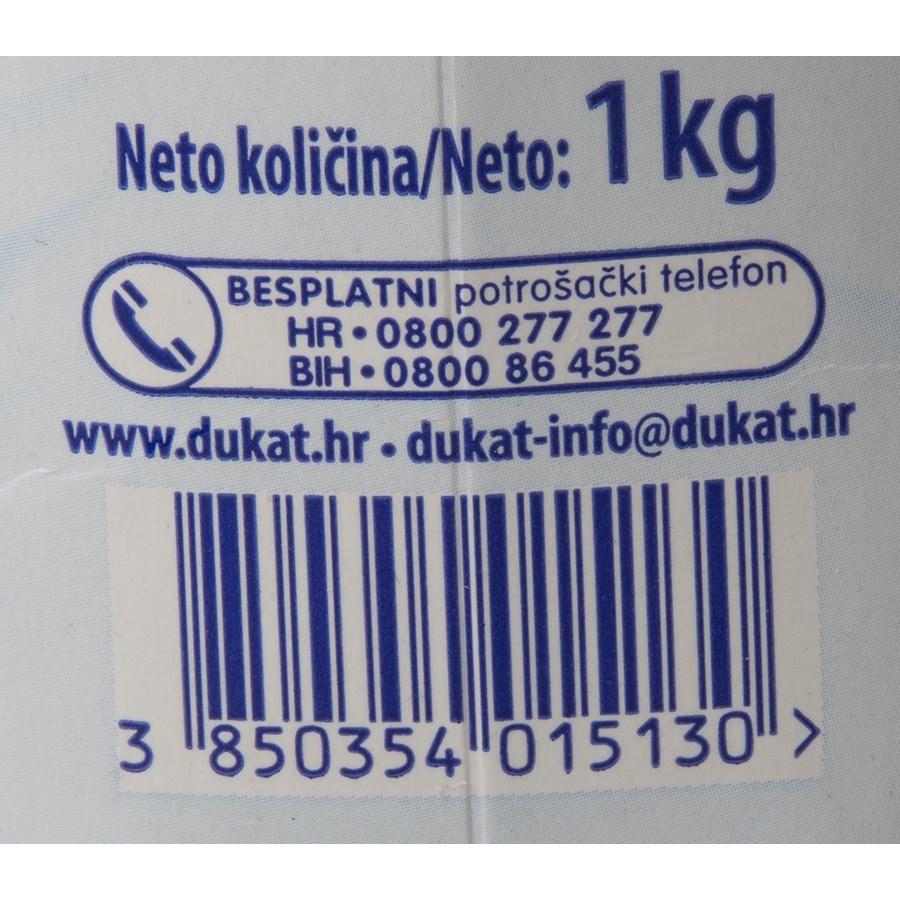 Neto količina/Neto: 1 kg
BESPLATNI potrošački telefon
HR • 0800 277 277
BIH • 0800 86 455
www.dukat.hr • dukat-info@dukat.hr
3 850354 015130 >